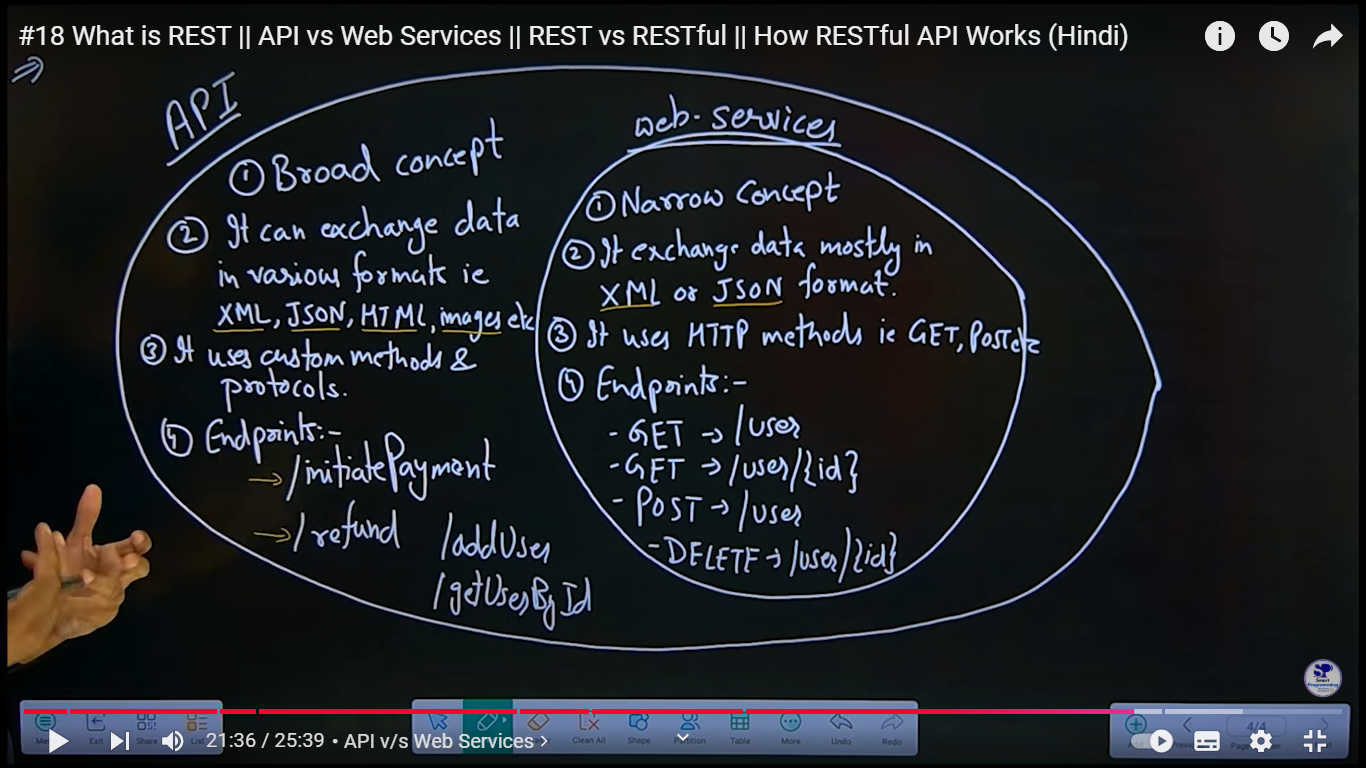 #18 What is REST || API vs Web Services || REST vs RESTful || How RESTful API Works (Hindi)
API
① Broad concept
② It can exchange data
in various formats ie
XML, JSON, HTML, images etc
③ It uses custom methods &
protocols.
④ Endpoints:-
→ /initiatePayment
→ /refund
/addUser
/getUserById
web-services
① Narrow Concept
② It exchange data mostly in
XML or JSON format.
③ It uses HTTP methods ie GET, POST etc
④ Endpoints:-
- GET → /user
- GET → /user/{id}
- POST → /user
- DELETE → /user/{id}
Smart
Programming
Exit
Share
Clean All
Shape
Table
More
Undo
Redo
4/4
21:36 / 25:39 • API v/s Web Services >